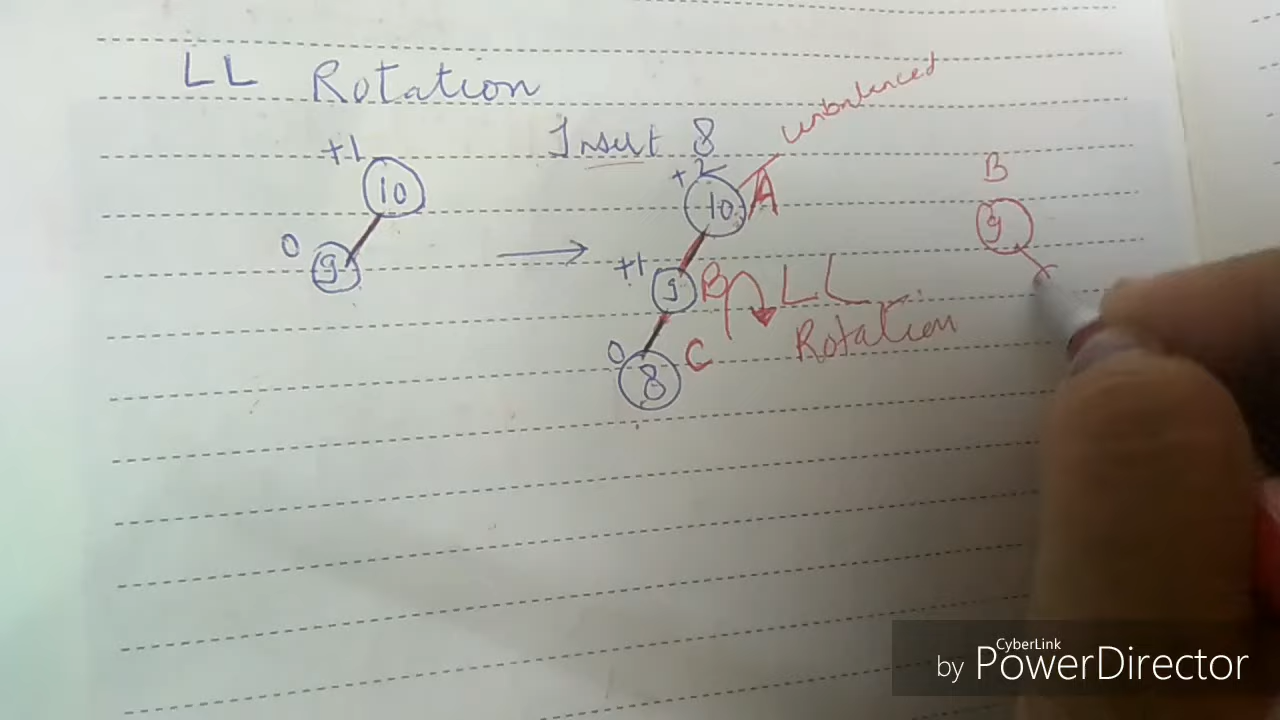 LL Rotation
Insert 8
unbalanced
+1
10
0
9
+2
10 A
+1
9 B LL
Rotation
0
8 C
B
9
CyberLink
by PowerDirector